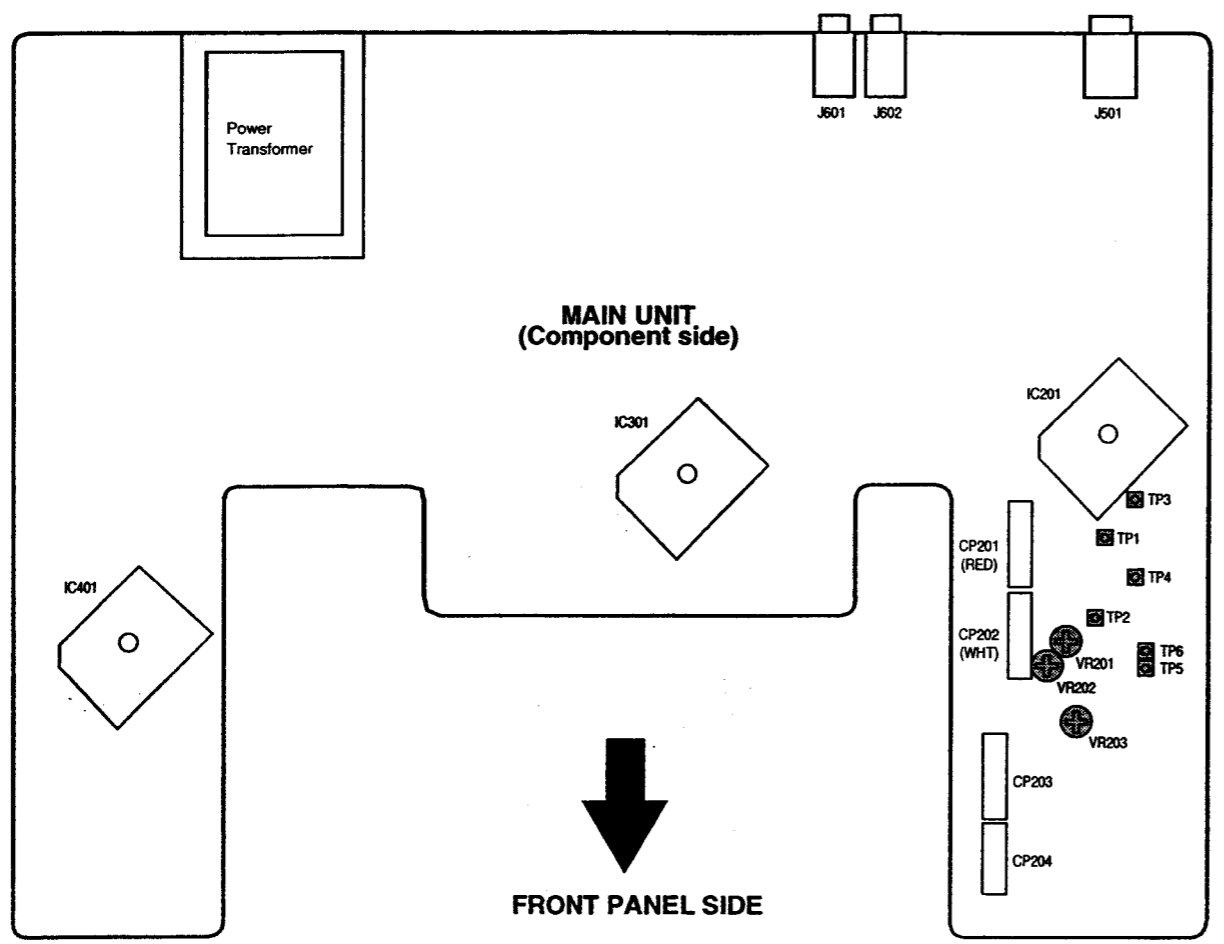 J601
J602
J501
Power
Transformer
MAIN UNIT
(Component side)
IC201
IC301
TP3
CP201
(RED)
TP1
TP4
IC401
TP2
CP202
(WHT)
VR201
TP6
TP5
VR202
VR203
CP203
CP204
FRONT PANEL SIDE